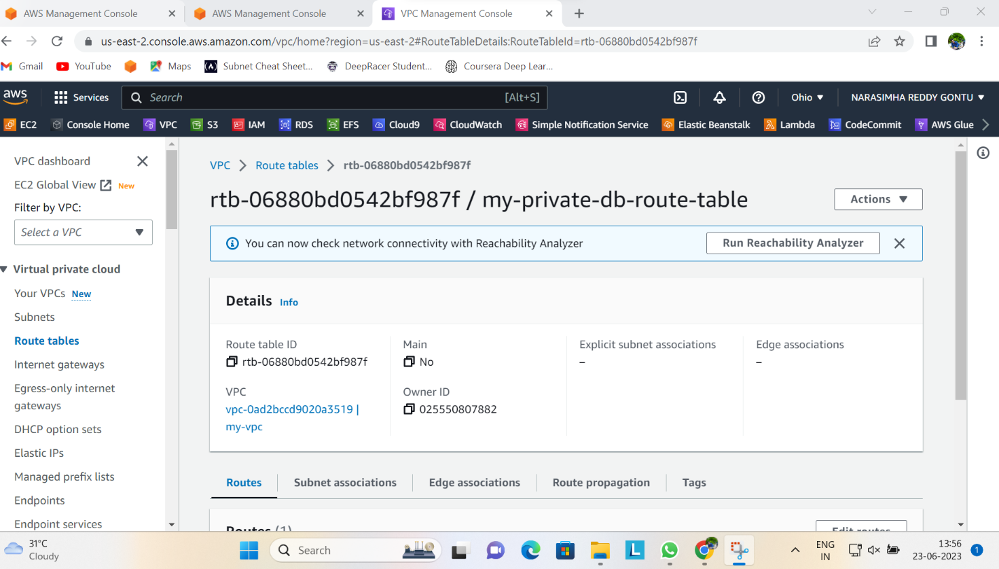 AWS Management Console
AWS Management Console
VPC Management Console
us-east-2.console.aws.amazon.com/vpc/home?region=us-east-2#RouteTableDetails:RouteTableId=rtb-06880bd0542bf987f
Gmail
YouTube
Maps
Subnet Cheat Sheet...
DeepRacer Student...
Coursera Deep Lear...
aws
Services
Search
[Alt+S]
Ohio
NARASIMHA REDDY GONTU
EC2
Console Home
VPC
S3
IAM
RDS
EFS
Cloud9
CloudWatch
Simple Notification Service
Elastic Beanstalk
Lambda
CodeCommit
AWS Glue
VPC dashboard
EC2 Global View New
Filter by VPC:
Select a VPC
Virtual private cloud
Your VPCs New
Subnets
Route tables
Internet gateways
Egress-only internet
gateways
DHCP option sets
Elastic IPs
Managed prefix lists
Endpoints
Endpoint services
VPC > Route tables > rtb-06880bd0542bf987f
rtb-06880bd0542bf987f / my-private-db-route-table
Actions
You can now check network connectivity with Reachability Analyzer
Run Reachability Analyzer
Details Info
Route table ID
rtb-06880bd0542bf987f
Main
No
Explicit subnet associations
–
Edge associations
–
VPC
vpc-0ad2bccd9020a3519 |
my-vpc
Owner ID
025550807882
Routes
Subnet associations
Edge associations
Route propagation
Tags
Routes (1)
Edit routes
31°C
Cloudy
Search
ENG
IN
13:56
23-06-2023
1